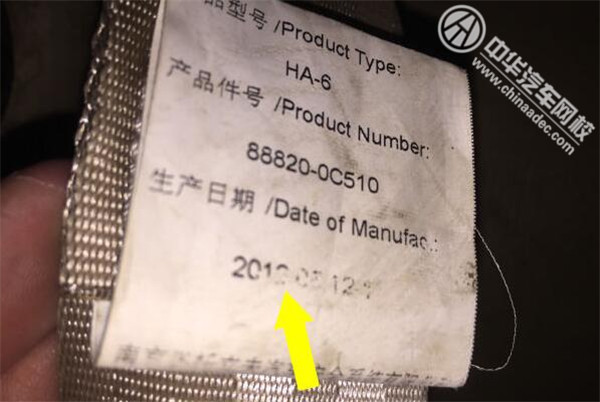 品型号 /Product Type:
HA-6
产品件号 /Product Number:
88820-0C510
生产日期 /Date of Manufac.:
中华汽车网校
www.chinaadec.com